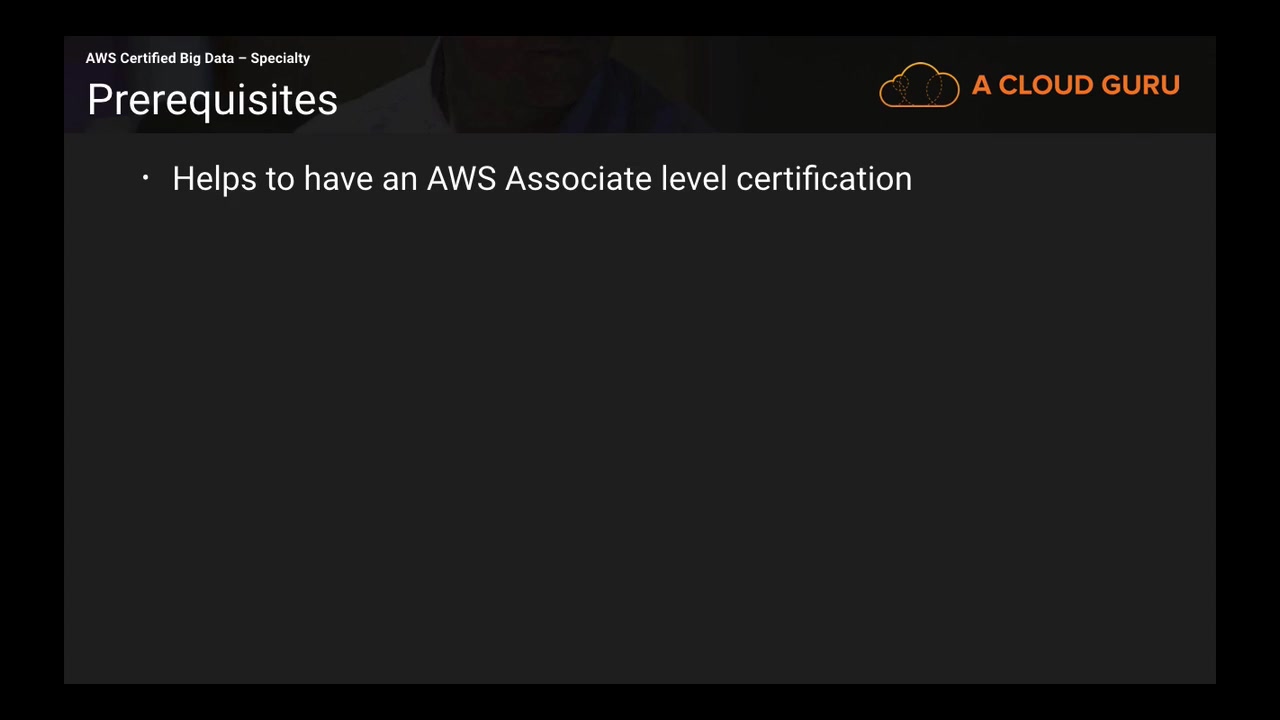 AWS Certified Big Data – Specialty
Prerequisites
A CLOUD GURU
• Helps to have an AWS Associate level certification